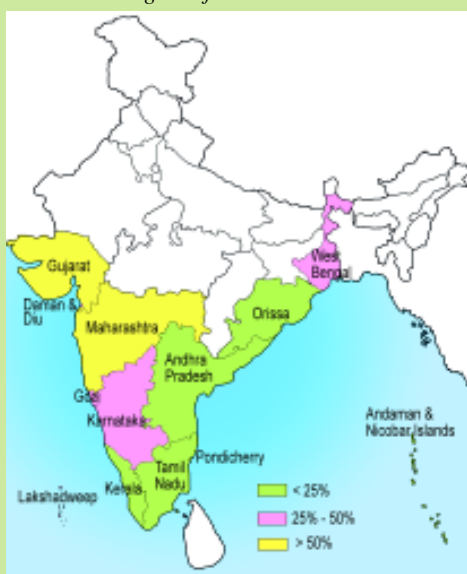 Gujarat
Daman &
Diu
Maharashtra
Goa
Karnataka
Andhra
Pradesh
Orissa
West
Bengal
Kerala
Tamil
Nadu
Pondicherry
Lakshadweep
Andaman &
Nicobar Islands
< 25%
25% - 50%
> 50%